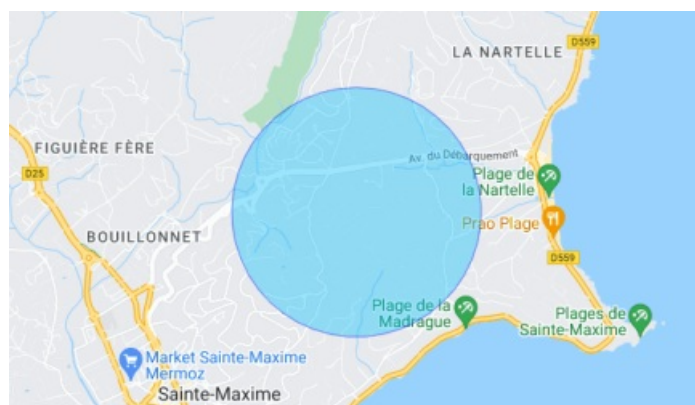 LA NARTELLE
D559
FIGUIÈRE FÈRE
Av. du Débarquement
D25
Plage de
la Nartelle
Prao Plage
BOUILLONNET
D559
Plage de la
Madrague
Plages de
Sainte-Maxime
Market Sainte-Maxime
Mermoz
Sainte-Maxime